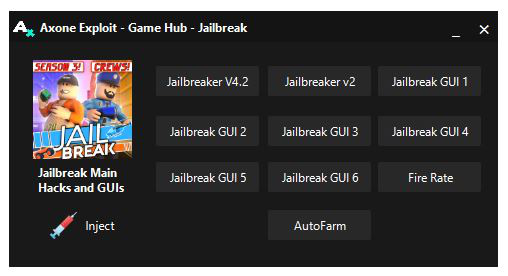 Axone Exploit - Game Hub - Jailbreak
SEASON 3! CREWS!
JAIL
BREAK
Jailbreak Main
Hacks and GUIs
Inject
Jailbreaker V4.2 Jailbreaker v2 Jailbreak GUI 1
Jailbreak GUI 2 Jailbreak GUI 3 Jailbreak GUI 4
Jailbreak GUI 5 Jailbreak GUI 6 Fire Rate
AutoFarm